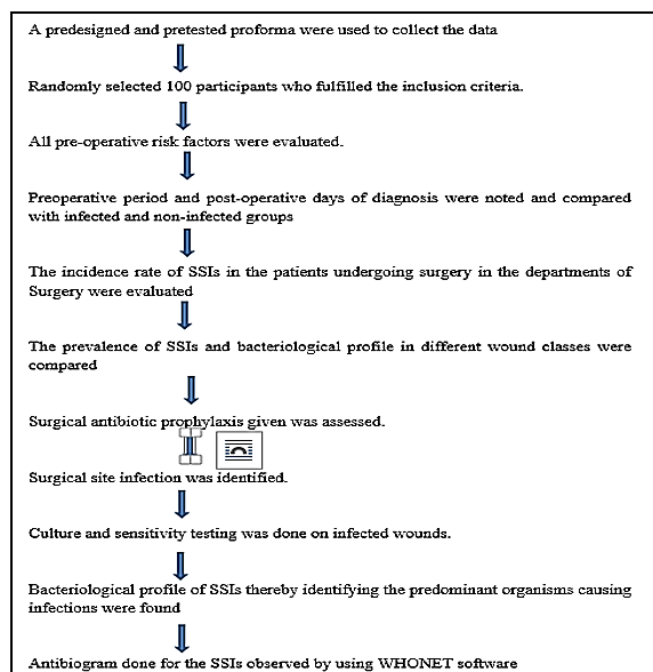 A predesigned and pretested proforma were used to collect the data
Randomly selected 100 participants who fulfilled the inclusion criteria.
All pre-operative risk factors were evaluated.
Preoperative period and post-operative days of diagnosis were noted and compared
with infected and non-infected groups
The incidence rate of SSIs in the patients undergoing surgery in the departments of
Surgery were evaluated
The prevalence of SSIs and bacteriological profile in different wound classes were
compared
Surgical antibiotic prophylaxis given was assessed.
Surgical site infection was identified.
Culture and sensitivity testing was done on infected wounds.
Bacteriological profile of SSIs thereby identifying the predominant organisms causing
infections were found
Antibiogram done for the SSIs observed by using WHONET software